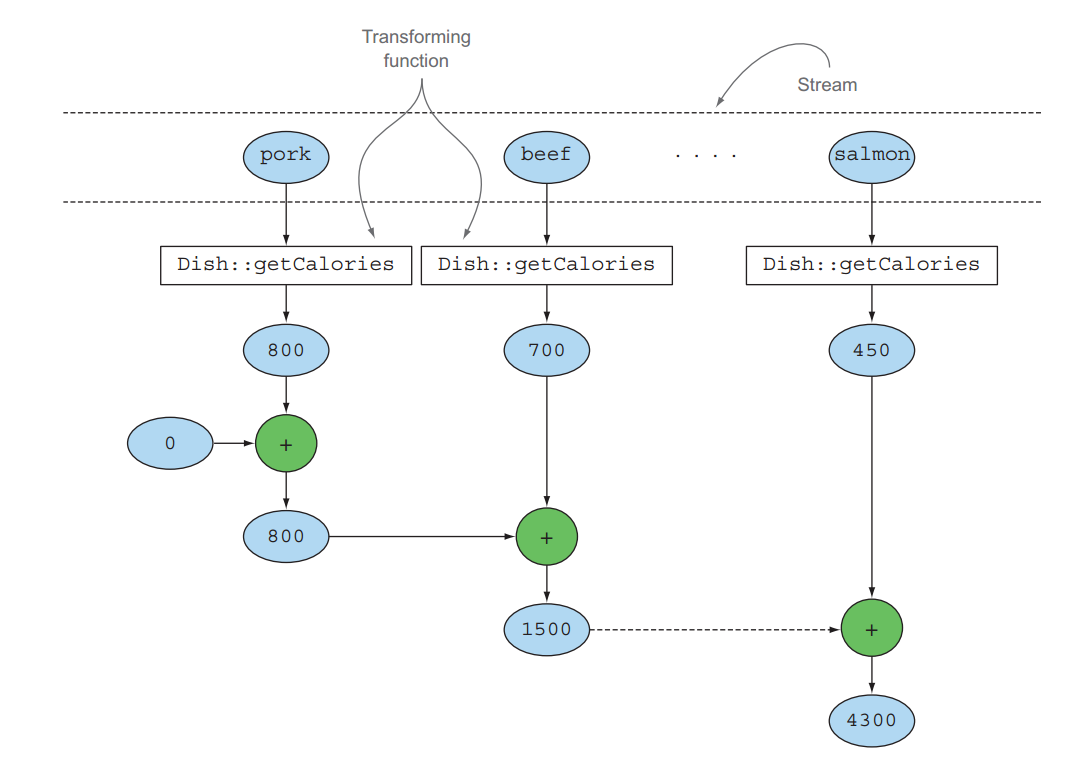 Transforming
function
Stream
pork
beef
. . . .
salmon
Dish::getCalories
Dish::getCalories
Dish::getCalories
800
700
450
0
+
800
+
1500
+
4300